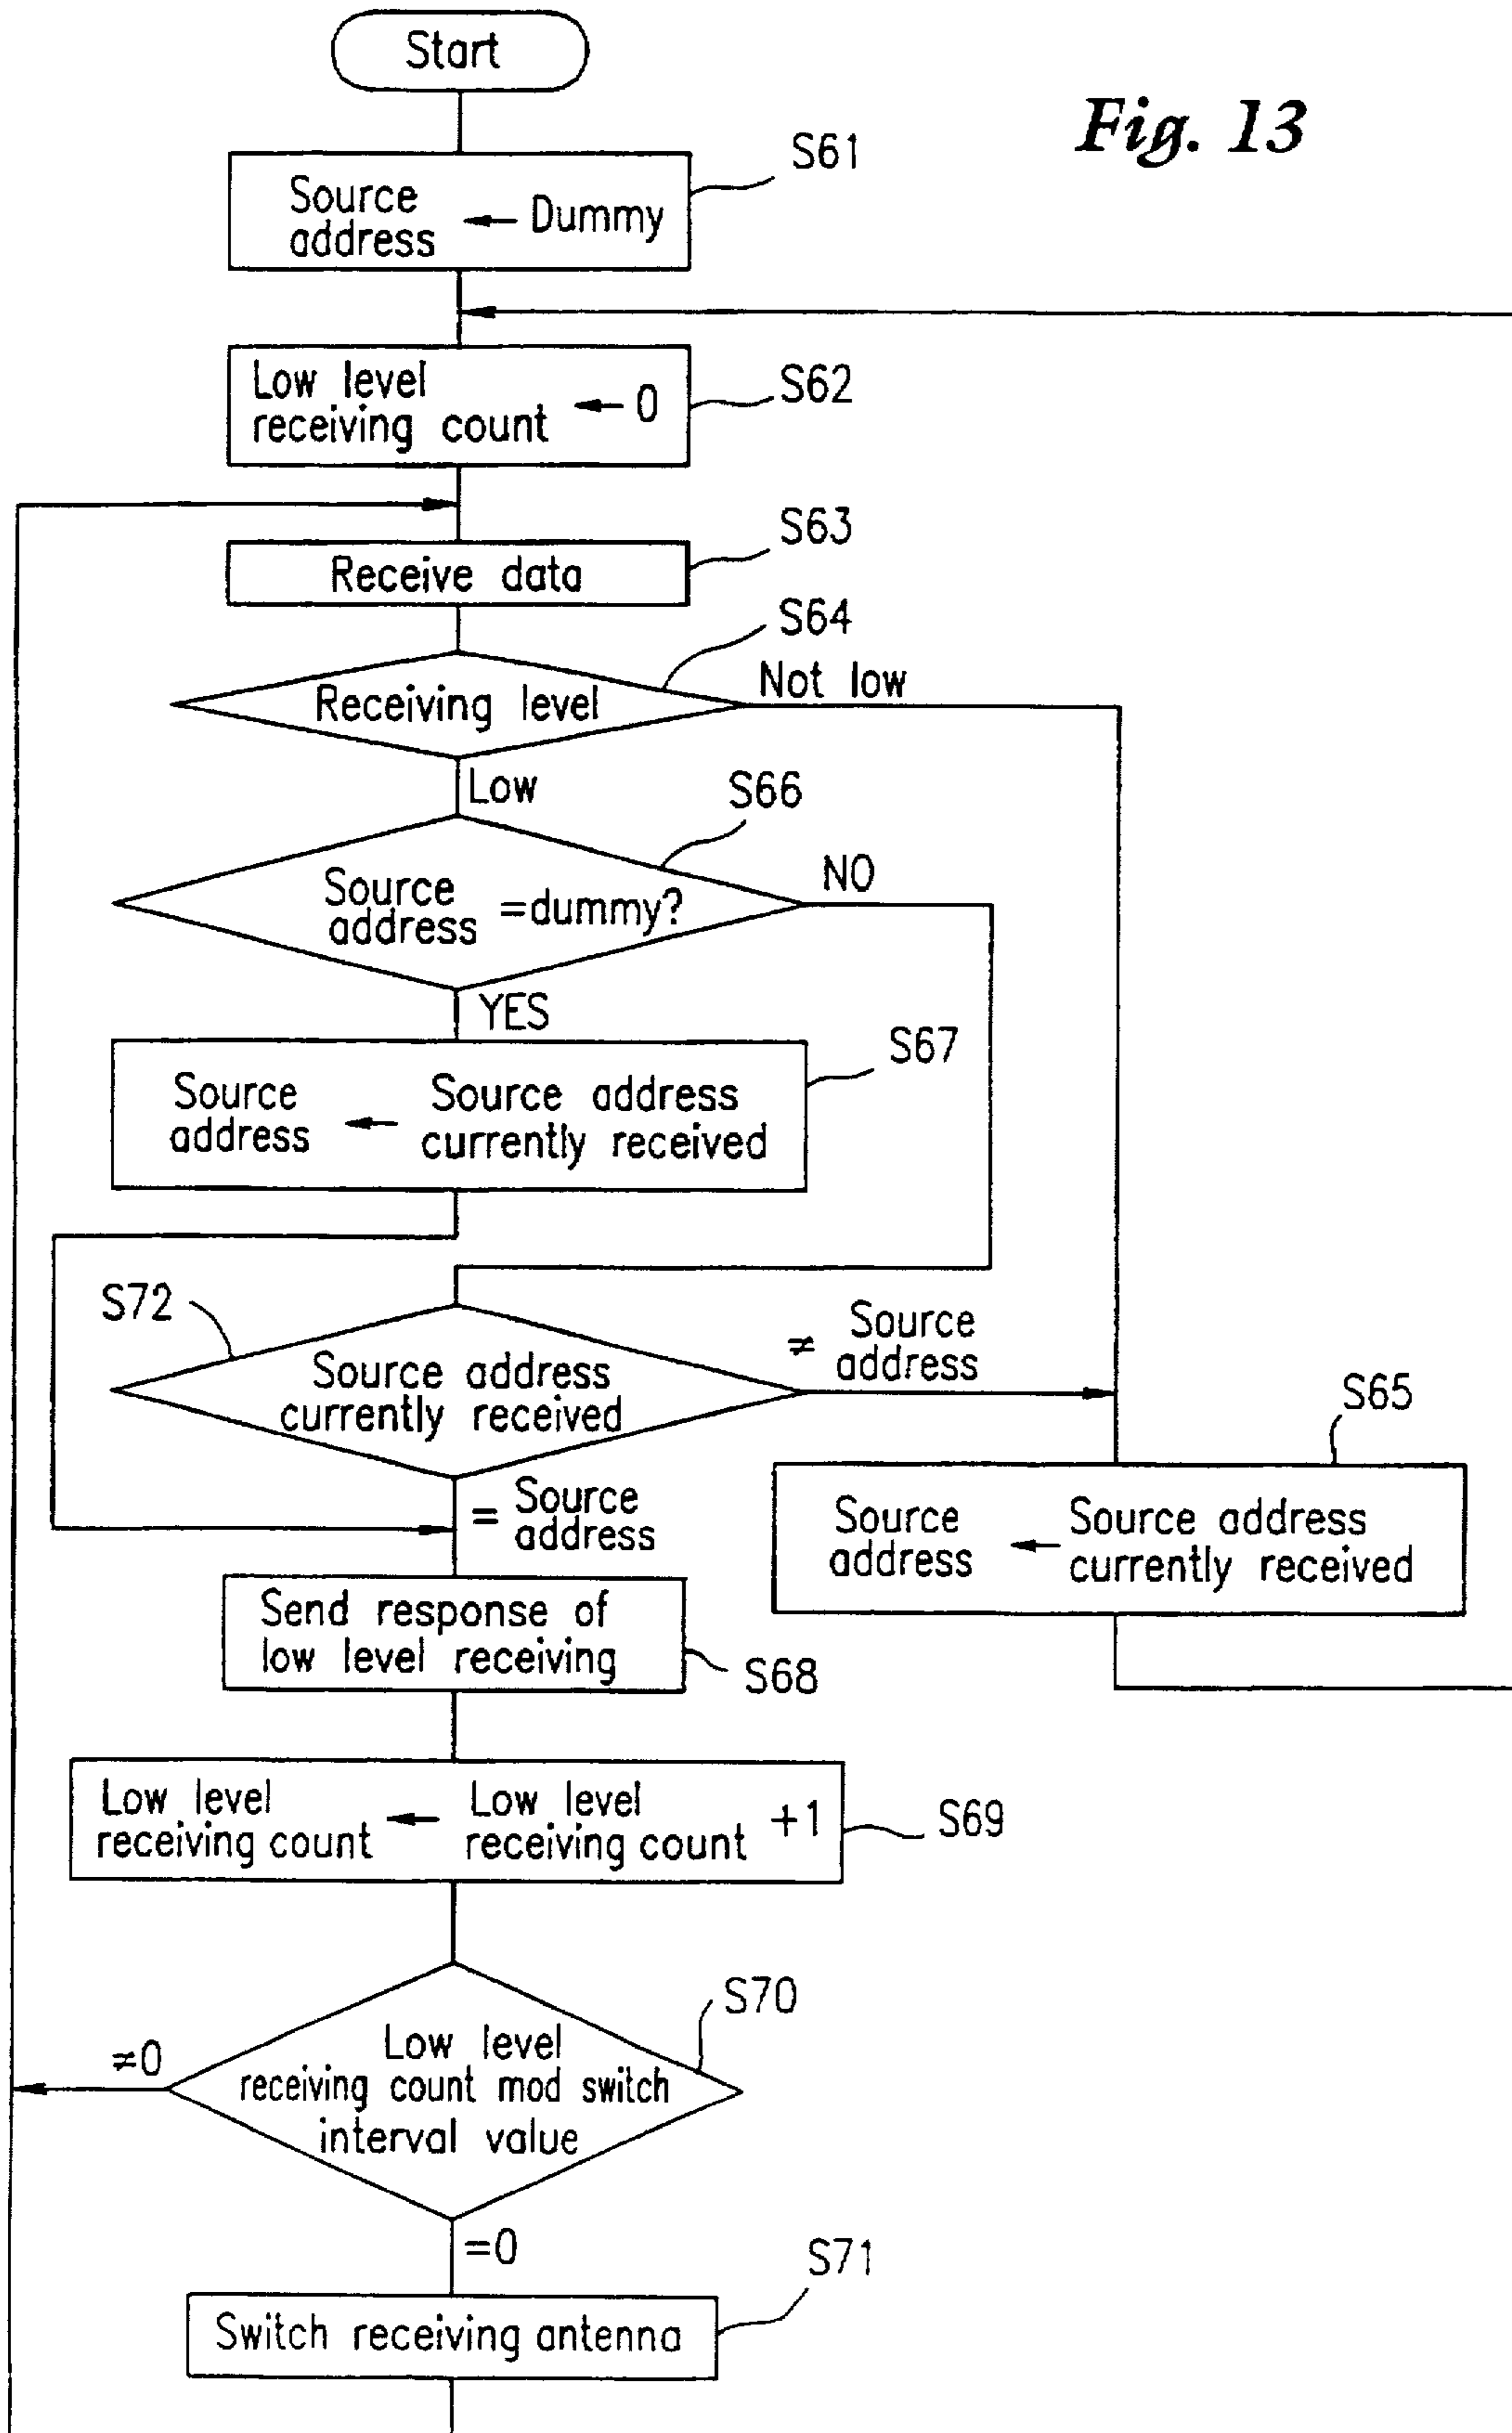 Start
Fig. 13
S61
Source
address ← Dummy
S62
Low level
receiving count ← 0
S63
Receive data
S64
Receiving level
Not low
Low
S66
Source
address =dummy?
NO
YES
S67
Source
address ← Source address
currently received
S72
Source address
currently received
≠ Source
address
= Source
address
S65
Source
address ← Source address
currently received
Send response of
low level receiving
S68
Low level
receiving count ← Low level
receiving count +1
S69
S70
Low level
receiving count mod switch
interval value
≠0
=0
S71
Switch receiving antenna